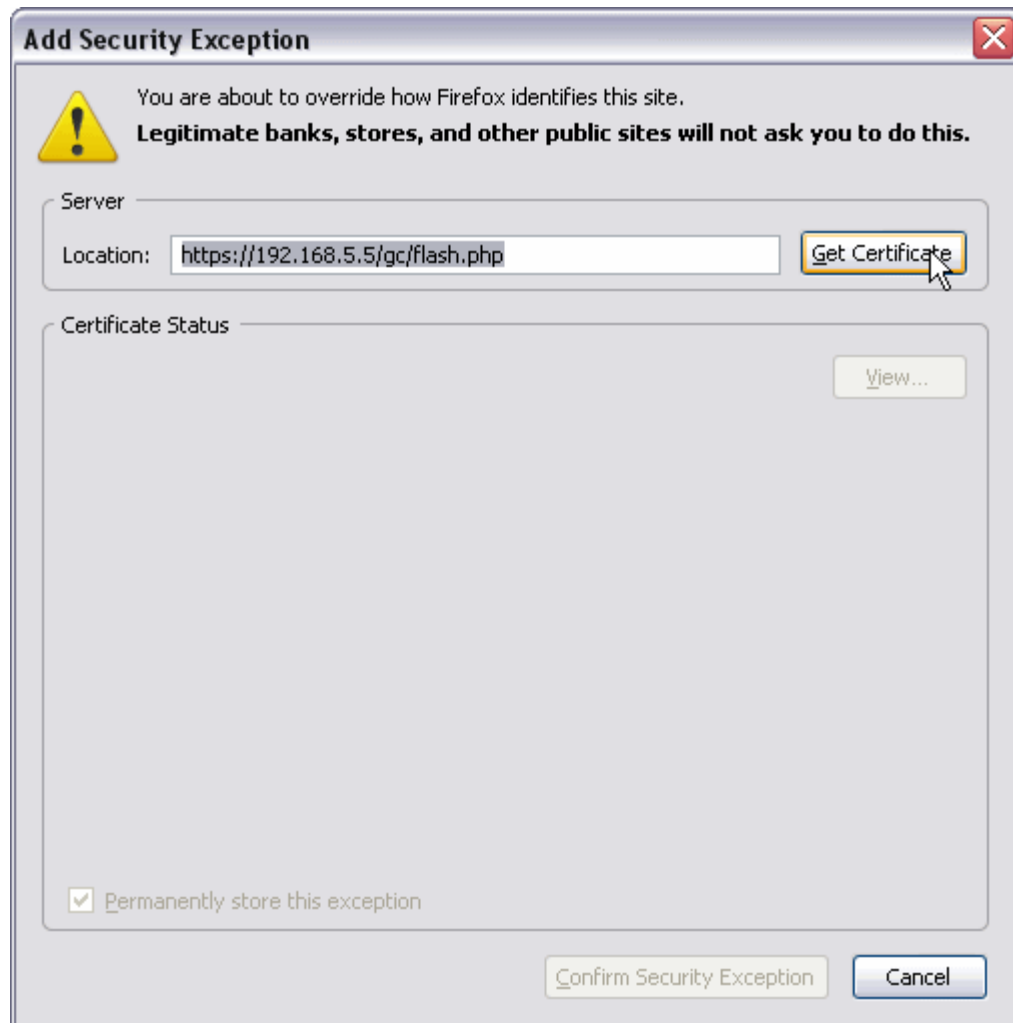 Add Security Exception
You are about to override how Firefox identifies this site.
Legitimate banks, stores, and other public sites will not ask you to do this.
Server
Location: https://192.168.5.5/gc/flash.php Get Certificate
Certificate Status
View...
Permanently store this exception
Confirm Security Exception Cancel